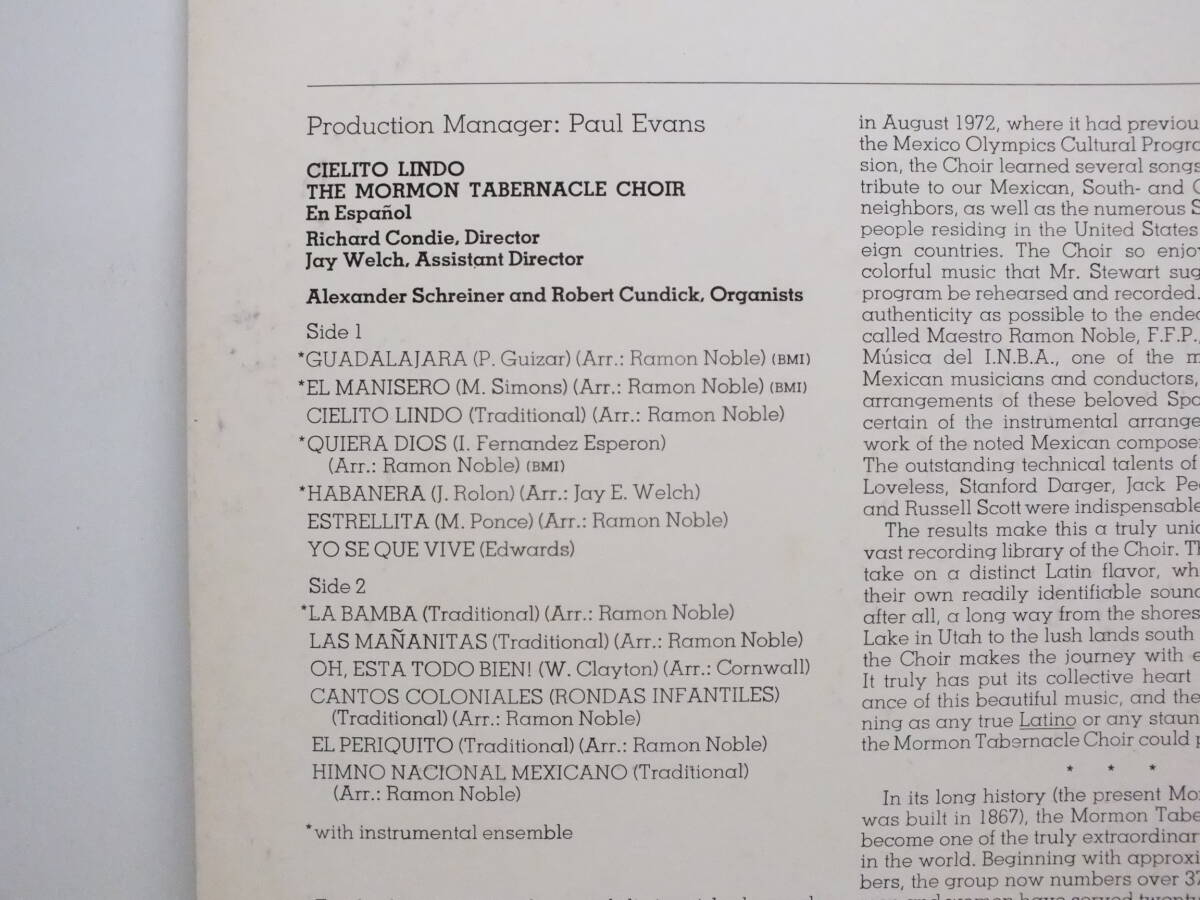 Production Manager: Paul Evans
CIELITO LINDO
THE MORMON TABERNACLE CHOIR
En Español
Richard Condie, Director
Jay Welch, Assistant Director
Alexander Schreiner and Robert Cundick, Organists
Side 1
*GUADALAJARA (P. Guizar) (Arr.: Ramon Noble) (BMI)
*EL MANISERO (M. Simons) (Arr.: Ramon Noble) (BMI)
CIELITO LINDO (Traditional) (Arr.: Ramon Noble)
*QUIERA DIOS (I. Fernandez Esperon)
(Arr.: Ramon Noble) (BMI)
*HABANERA (J. Rolon) (Arr.: Jay E. Welch)
ESTRELLITA (M. Ponce) (Arr.: Ramon Noble)
YO SE QUE VIVE (Edwards)
Side 2
*LA BAMBA (Traditional) (Arr.: Ramon Noble)
LAS MAÑANITAS (Traditional) (Arr.: Ramon Noble)
OH, ESTA TODO BIEN! (W. Clayton) (Arr.: Cornwall)
CANTOS COLONIALES (RONDAS INFANTILES)
(Traditional) (Arr.: Ramon Noble)
EL PERIQUITO (Traditional) (Arr.: Ramon Noble)
HIMNO NACIONAL MEXICANO (Traditional)
(Arr.: Ramon Noble)
*with instrumental ensemble
in August 1972, where it had previou
the Mexico Olympics Cultural Progra
sion, the Choir learned several songs
tribute to our Mexican, South- and C
neighbors, as well as the numerous S
people residing in the United States
eign countries. The Choir so enjoy
colorful music that Mr. Stewart sug
program be rehearsed and recorded.
authenticity as possible to the endea
called Maestro Ramon Noble, F.F.P.,
Música del I.N.B.A., one of the m
Mexican musicians and conductors,
arrangements of these beloved Spa
certain of the instrumental arrange
work of the noted Mexican composer
The outstanding technical talents of
Loveless, Stanford Darger, Jack Pe
and Russell Scott were indispensable
The results make this a truly uniq
vast recording library of the Choir. Th
take on a distinct Latin flavor, wh
their own readily identifiable sound
after all, a long way from the shores
Lake in Utah to the lush lands south
the Choir makes the journey with e
It truly has put its collective heart
ance of this beautiful music, and the
ning as any true Latino or any staun
the Mormon Tabernacle Choir could p
* * *
In its long history (the present Mo
was built in 1867), the Mormon Tabe
become one of the truly extraordinar
in the world. Beginning with approxi
bers, the group now numbers over 37